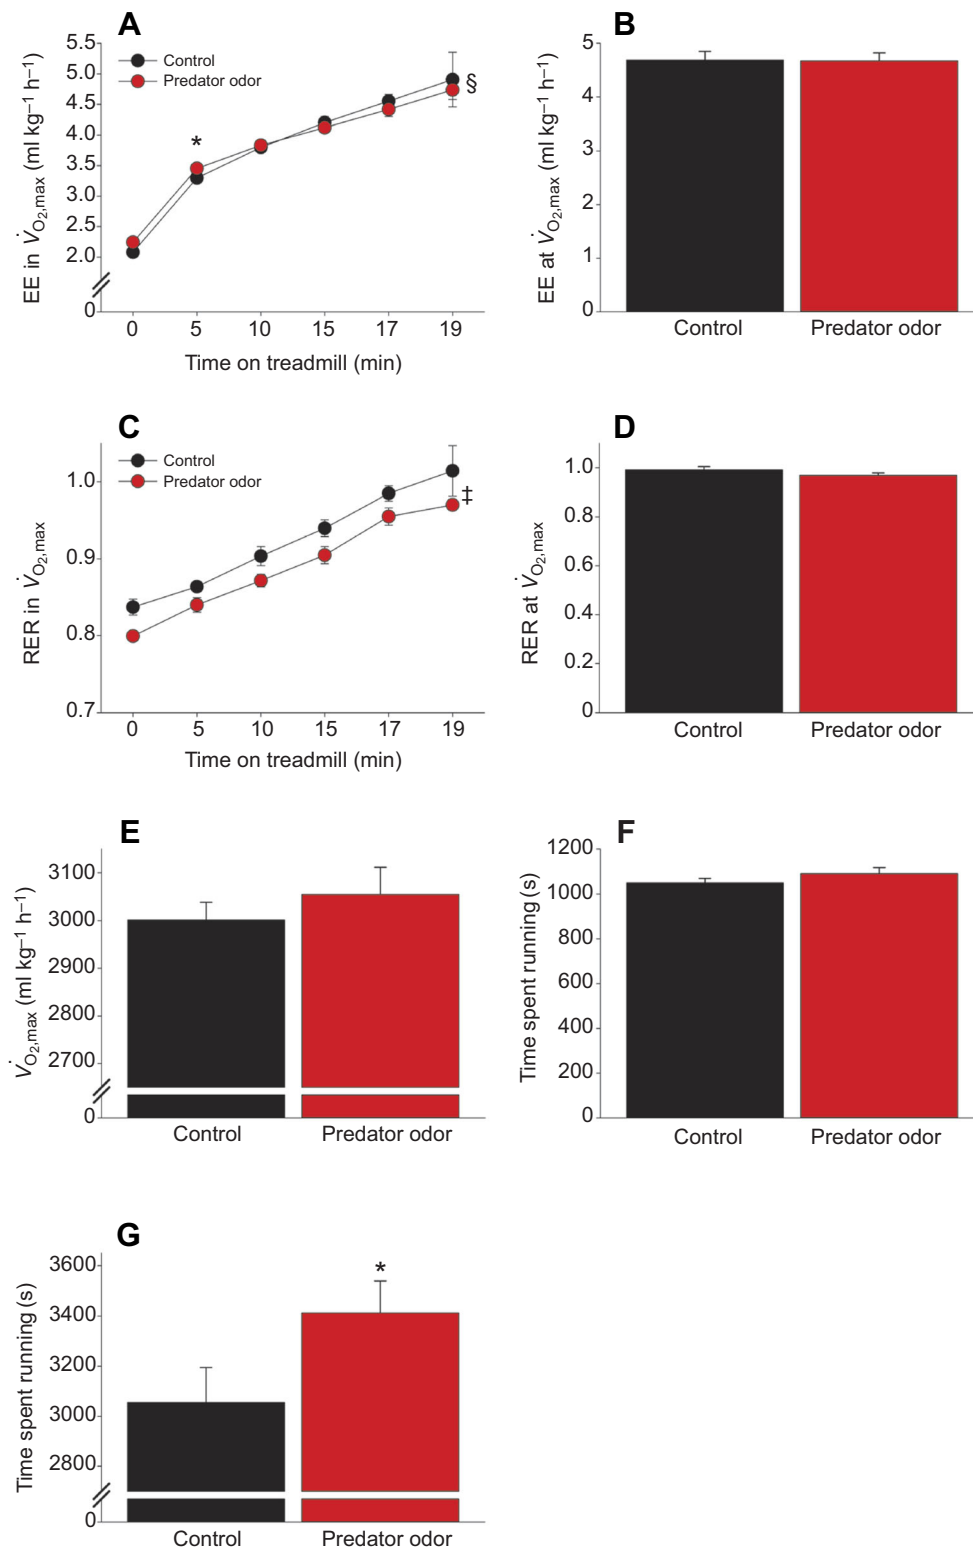 A
EE in V̇O2,max (ml kg–1 h–1)
5.5
5.0
4.5
4.0
3.5
3.0
2.5
2.0
0
Control
Predator odor
*
§
0 5 10 15 17 19
Time on treadmill (min)
B
EE at V̇O2,max (ml kg–1 h–1)
5
4
3
2
1
0
Control Predator odor
C
RER in V̇O2,max
1.0
0.9
0.8
0.7
Control
Predator odor
‡
0 5 10 15 17 19
Time on treadmill (min)
D
RER at V̇O2,max
1.0
0.8
0.6
0.4
0.2
0
Control Predator odor
E
V̇O2,max (ml kg–1 h–1)
3100
3000
2900
2800
2700
0
Control Predator odor
F
Time spent running (s)
1200
1000
800
600
400
200
0
Control Predator odor
G
Time spent running (s)
3600
3400
3200
3000
2800
0
*
Control Predator odor